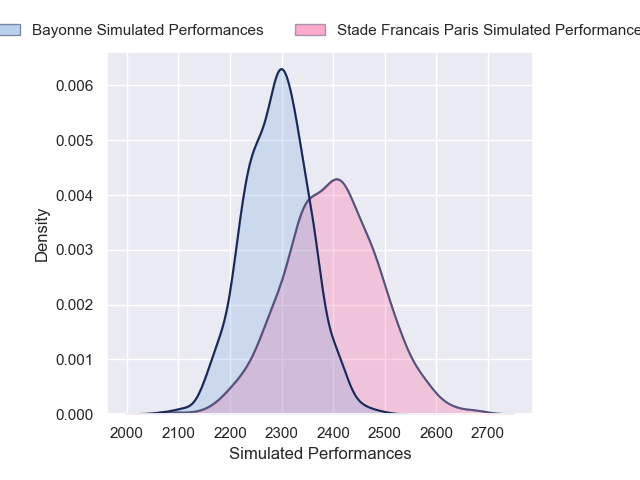 Bayonne Simulated Performances
Stade Francais Paris Simulated Performance
0.006
0.005
0.004
0.003
0.002
0.001
0.000
Density
2000 2100 2200 2300 2400 2500 2600 2700
Simulated Performances